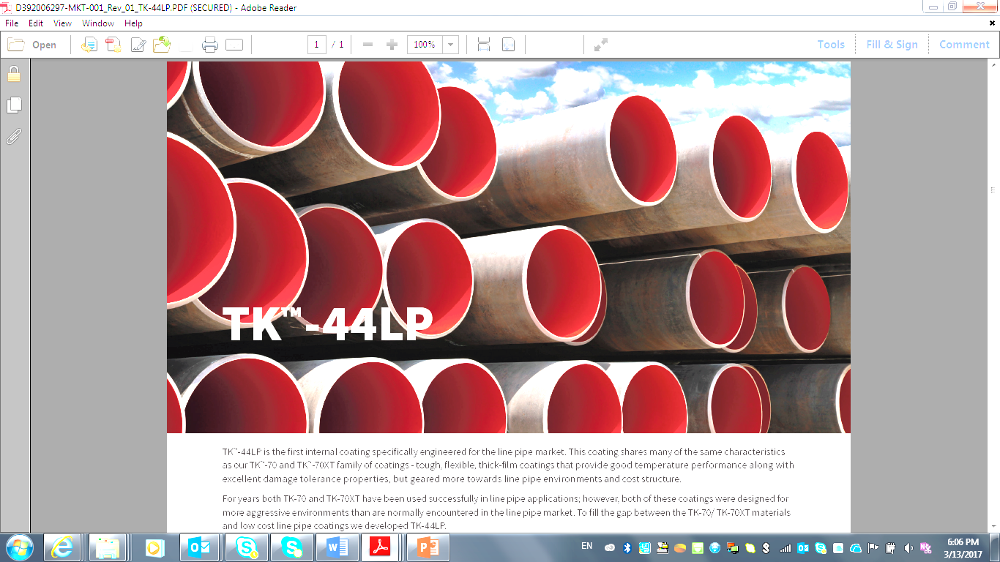 D392006297-MKT-001_Rev_01_TK-44LP.PDF (SECURED) - Adobe Reader
File Edit View Window Help
Open 1 / 1 100% Tools Fill & Sign Comment
TK™-44LP
TK™-44LP is the first internal coating specifically engineered for the line pipe market. This coating shares many of the same characteristics
as our TK™-70 and TK™-70XT family of coatings - tough, flexible, thick-film coatings that provide good temperature performance along with
excellent damage tolerance properties, but geared more towards line pipe environments and cost structure.
For years both TK-70 and TK-70XT have been used successfully in line pipe applications; however, both of these coatings were designed for
more aggressive environments than are normally encountered in the line pipe market. To fill the gap between the TK-70/ TK-70XT materials
and low cost line pipe coatings we developed TK-44LP.
EN 6:06 PM
3/13/2017